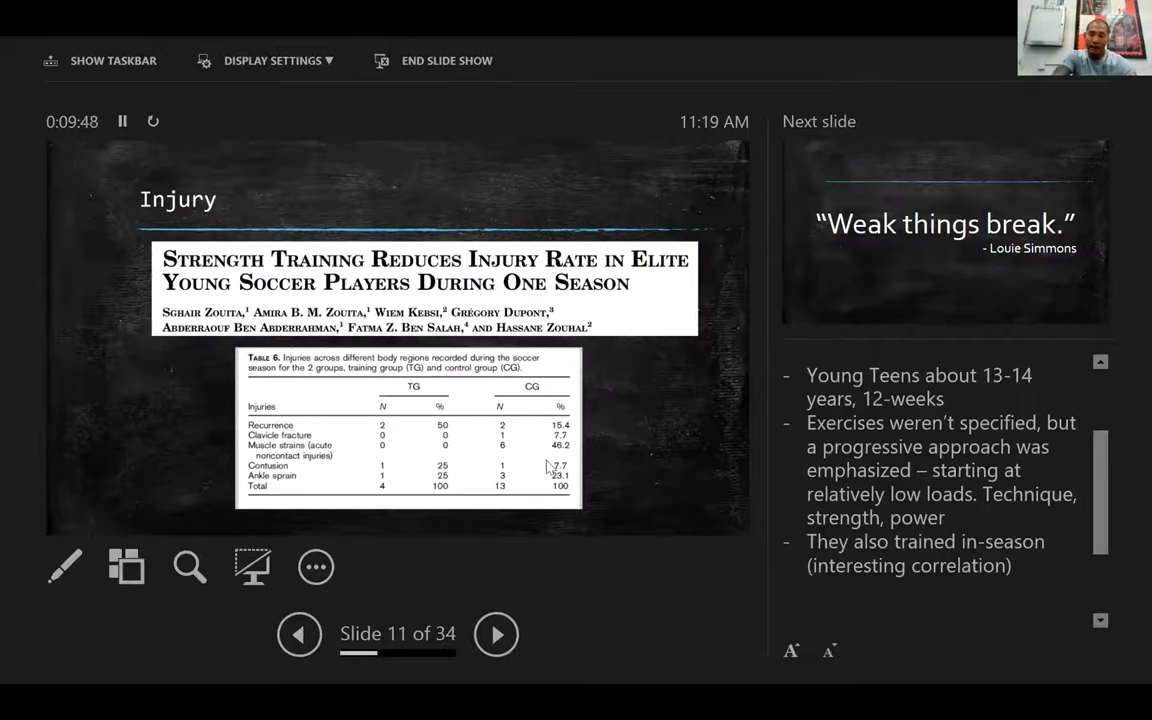 SHOW TASKBAR
DISPLAY SETTINGS ▼
END SLIDE SHOW
0:09:48
11:19 AM
Injury
STRENGTH TRAINING REDUCES INJURY RATE IN ELITE
YOUNG SOCCER PLAYERS DURING ONE SEASON
SGHAIR ZOUITA,1 AMIRA B. M. ZOUITA,1 WIEM KEBSI,2 GRÉGORY DUPONT,3
ABDERRAOUF BEN ABDERRAHMAN,1 FATMA Z. BEN SALAH,4 AND HASSANE ZOUHAL2
TABLE 6. Injuries across different body regions recorded during the soccer
season for the 2 groups, training group (TG) and control group (CG).
TG CG
Injuries N % N %
Recurrence 2 50 2 15.4
Clavicle fracture 0 0 1 7.7
Muscle strains (acute 0 0 6 46.2
noncontact injuries)
Contusion 1 25 1 7.7
Ankle sprain 1 25 3 23.1
Total 4 100 13 100
Slide 11 of 34
Next slide
“Weak things break.”
- Louie Simmons
- Young Teens about 13-14
years, 12-weeks
- Exercises weren’t specified, but
a progressive approach was
emphasized – starting at
relatively low loads. Technique,
strength, power
- They also trained in-season
(interesting correlation)
A A